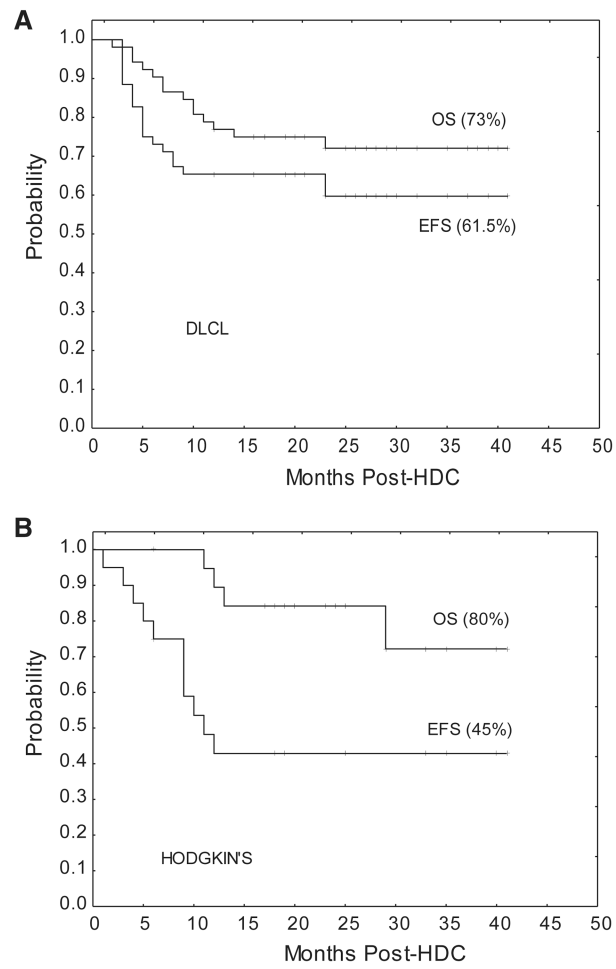 A
1.0
0.9
0.8
0.7
0.6
0.5
0.4
0.3
0.2
0.1
0.0
Probability
OS (73%)
EFS (61.5%)
DLCL
0 5 10 15 20 25 30 35 40 45 50
Months Post-HDC
B
1.0
0.9
0.8
0.7
0.6
0.5
0.4
0.3
0.2
0.1
0.0
Probability
OS (80%)
EFS (45%)
HODGKIN'S
0 5 10 15 20 25 30 35 40 45 50
Months Post-HDC